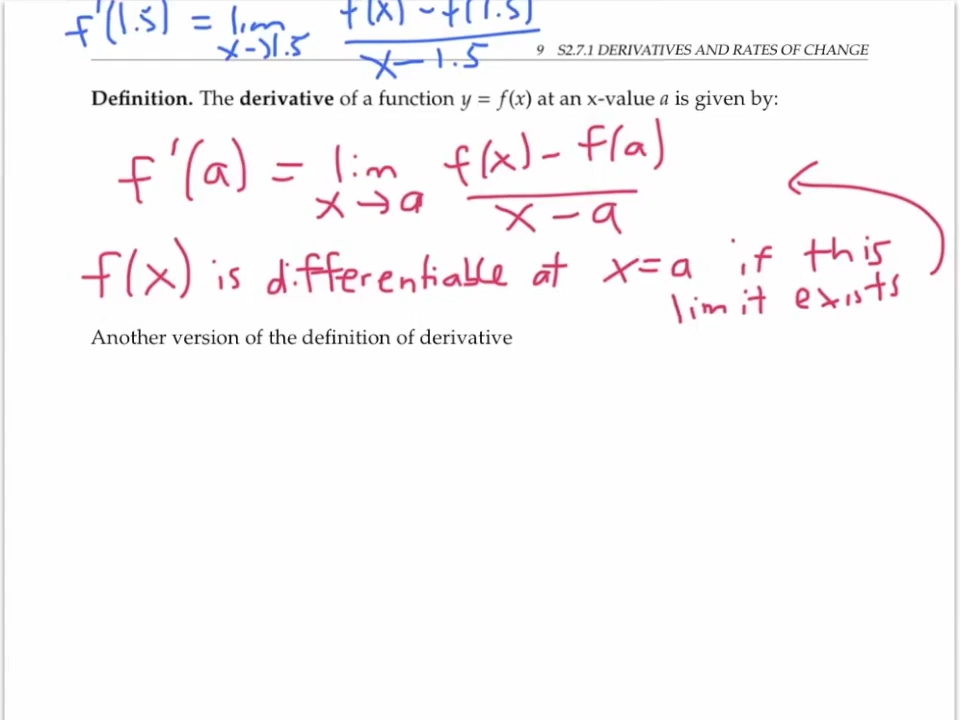 f'(1.5) = lim x->1.5 f(x) - f(1.5) / x - 1.5
9 S2.7.1 DERIVATIVES AND RATES OF CHANGE
Definition. The derivative of a function y = f(x) at an x-value a is given by:
f'(a) = lim x→a f(x) - f(a) / x - a
f(x) is differentiable at x=a if this
limit exists
Another version of the definition of derivative